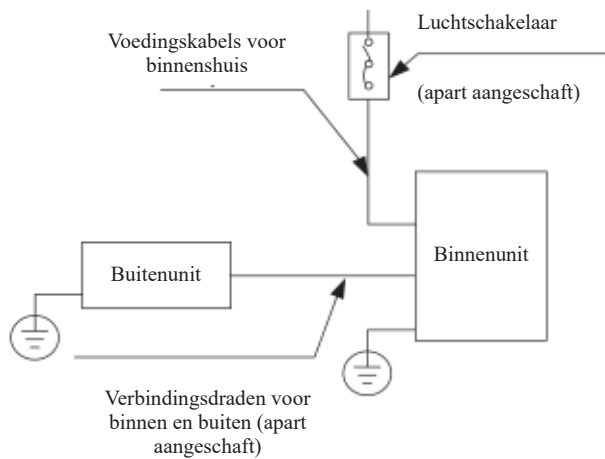 Luchtschakelaar
Voedingskabels voor
binnenshuis
(apart aangeschaft)
Binnenunit
Buitenunit
Verbindingsdraden voor
binnen en buiten (apart
aangeschaft)